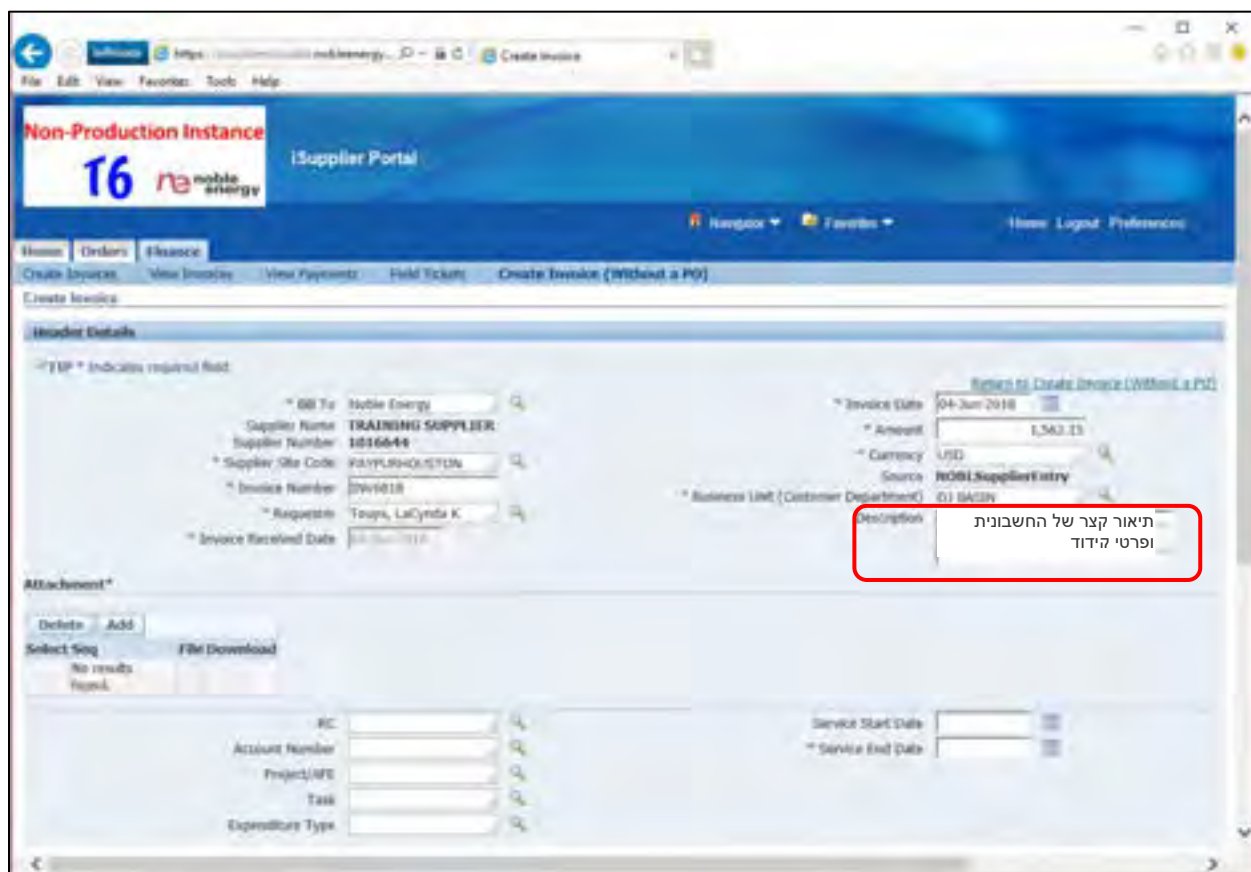 Create Invoice
File Edit View Favorites Tools Help
Non-Production Instance
T6 noble energy
iSupplier Portal
Navigator Favorites Home Logout Preferences
Home Orders Finance
Create Invoices View Invoices View Payments Field Tickets Create Invoice (Without a PO)
Create Invoice
Header Details
* Indicates required field
Return to Create Invoice (Without a PO)
* Bill To Noble Energy
Supplier Name TRAINING SUPPLIER
Supplier Number 1016644
* Supplier Site Code PAYPURHOUSTON
* Invoice Number INV6018
* Requester Toups, LaCynda K
* Invoice Received Date
* Invoice Date 04-Jun-2018
* Amount 1,562.15
* Currency USD
Source NOBLSupplierEntry
* Business Unit (Customer Department) DJ BASIN
Description
תיאור קצר של החשבונית
ופרטי קידוד
Attachment*
Delete Add
Select Seq File Download
No results
found.
RC
Account Number
Project/AFE
Task
Expenditure Type
Service Start Date
* Service End Date